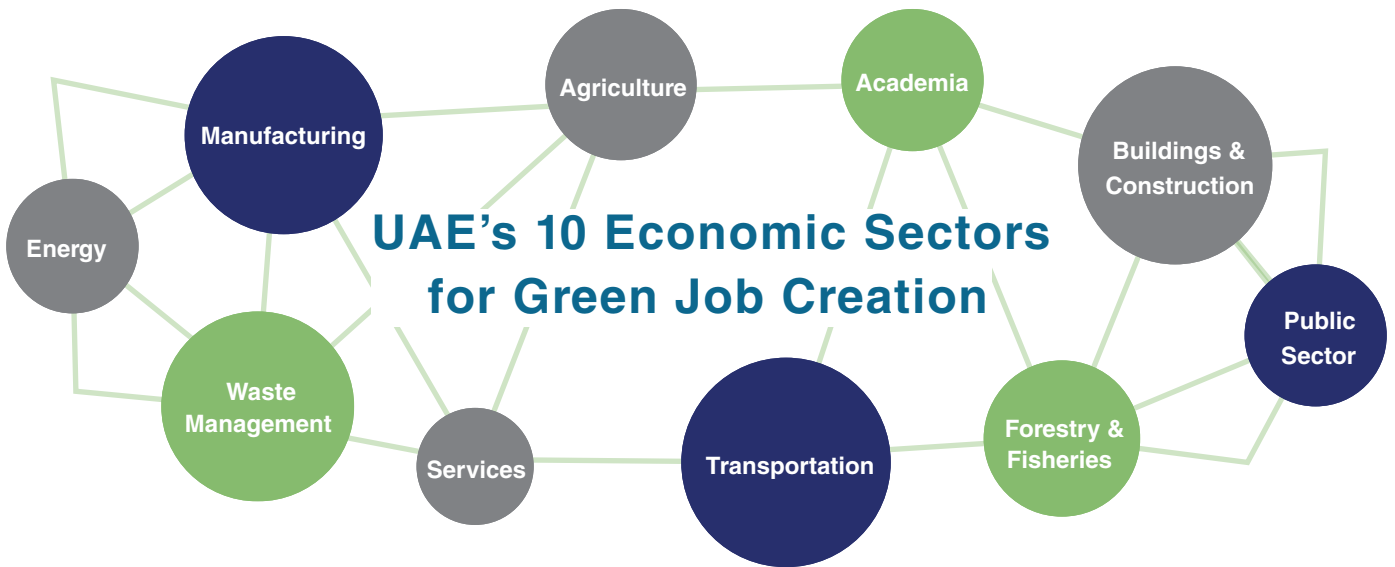 Agriculture
Academia
Manufacturing
Buildings &
Construction
Energy
UAE’s 10 Economic Sectors
for Green Job Creation
Public
Sector
Waste
Management
Services
Transportation
Forestry &
Fisheries